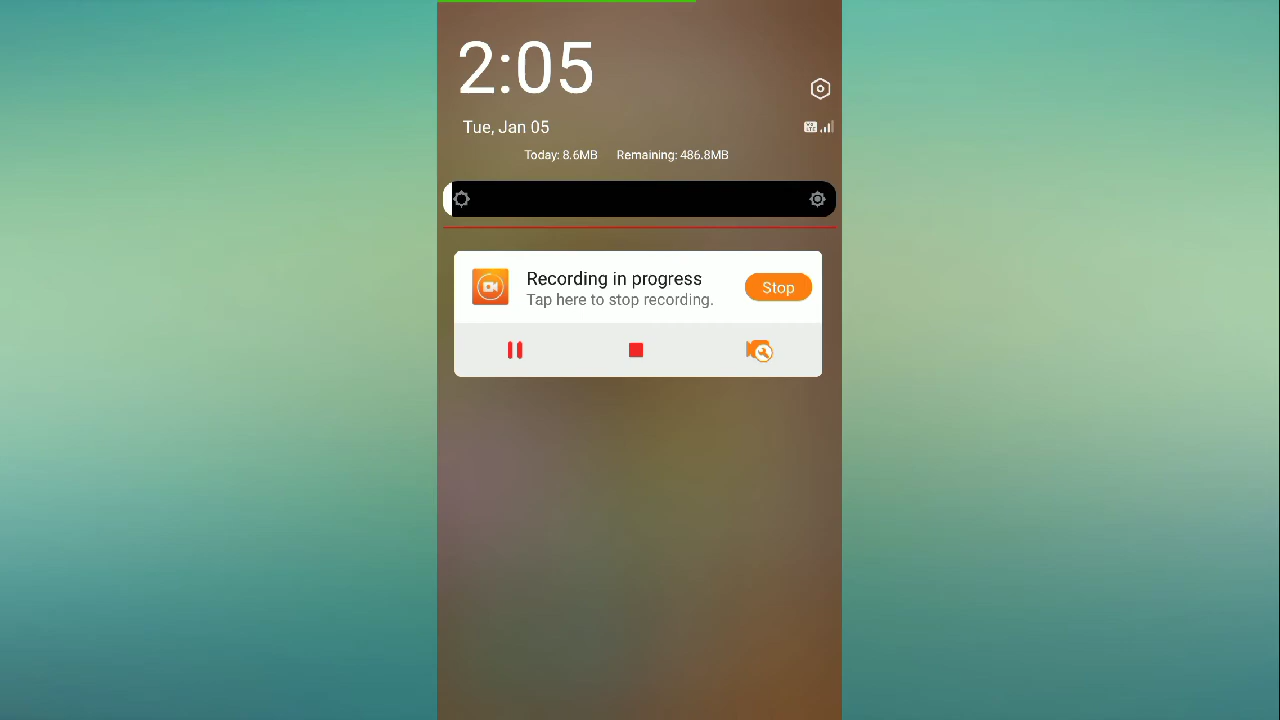 2:05
Tue, Jan 05
Today: 8.6MB Remaining: 486.8MB
Recording in progress
Tap here to stop recording.
Stop